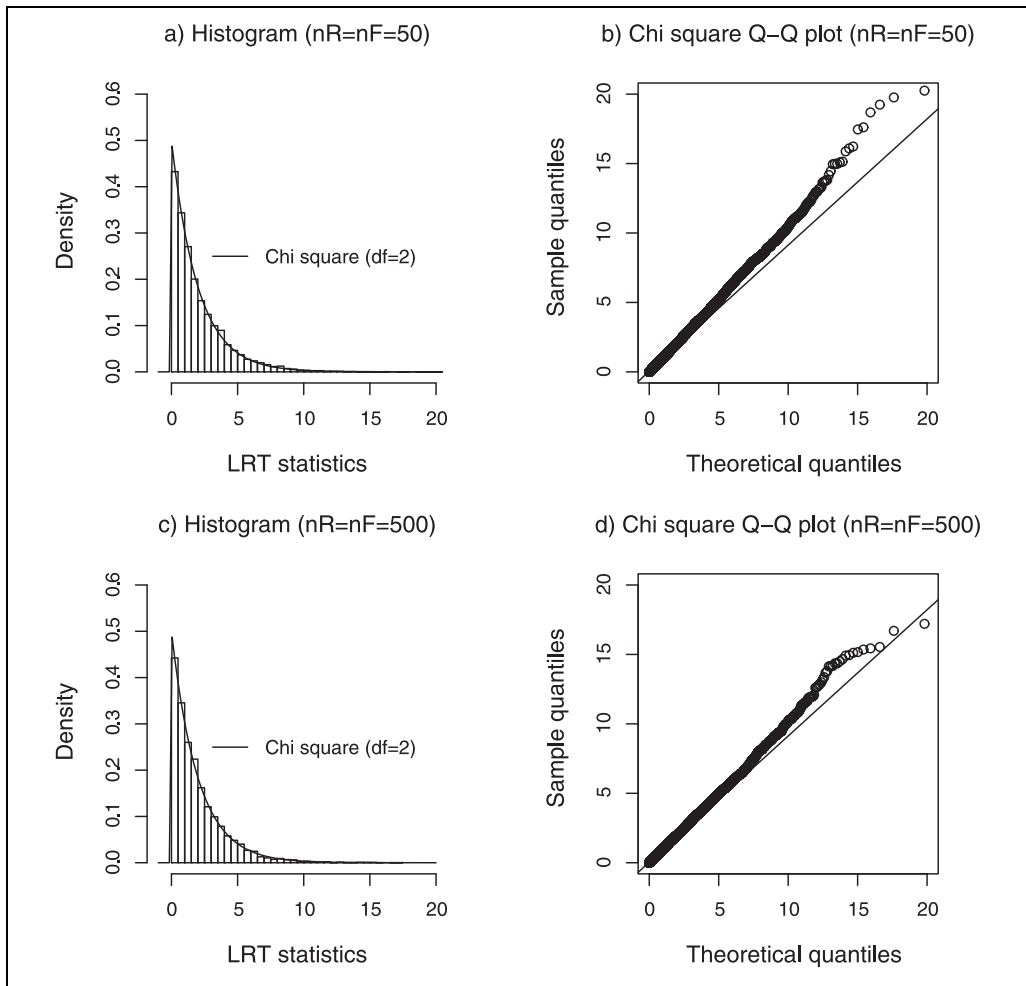 a) Histogram (nR=nF=50)
Density
0.0 0.1 0.2 0.3 0.4 0.5 0.6
Chi square (df=2)
0 5 10 15 20
LRT statistics
b) Chi square Q−Q plot (nR=nF=50)
Sample quantiles
0 5 10 15 20
0 5 10 15 20
Theoretical quantiles
c) Histogram (nR=nF=500)
Density
0.0 0.1 0.2 0.3 0.4 0.5 0.6
Chi square (df=2)
0 5 10 15 20
LRT statistics
d) Chi square Q−Q plot (nR=nF=500)
Sample quantiles
0 5 10 15 20
0 5 10 15 20
Theoretical quantiles